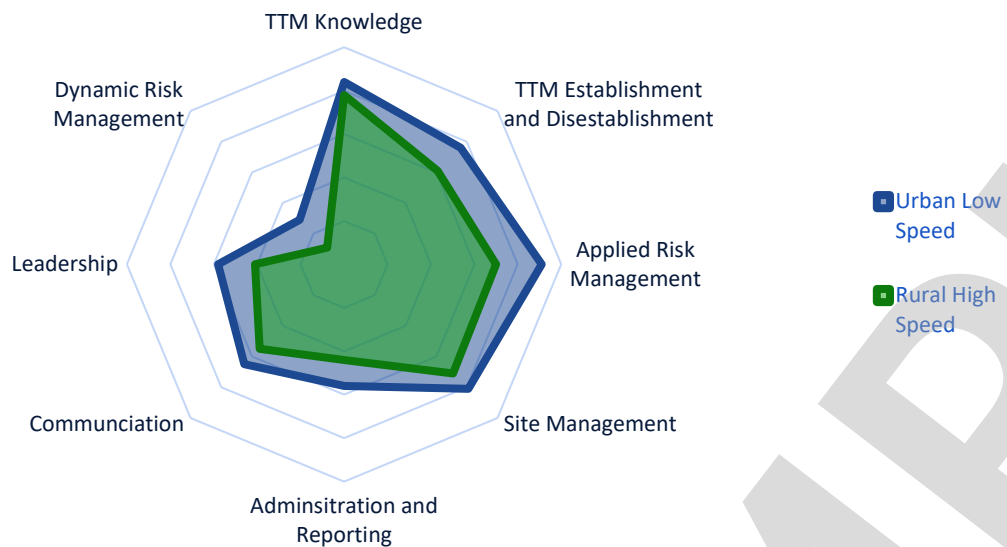 TTM Knowledge
TTM Establishment
and Disestablishment
Applied Risk
Management
Site Management
Adminsitration and
Reporting
Communciation
Leadership
Dynamic Risk
Management
Urban Low
Speed
Rural High
Speed